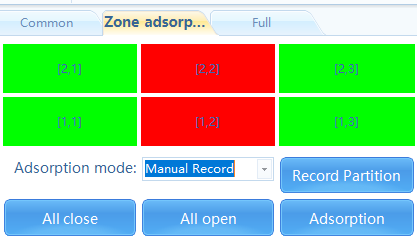 Common Zone adsorp... Full
[2,1] [2,2] [2,3]
[1,1] [1,2] [1,3]
Adsorption mode: Manual Record Record Partition
All close All open Adsorption